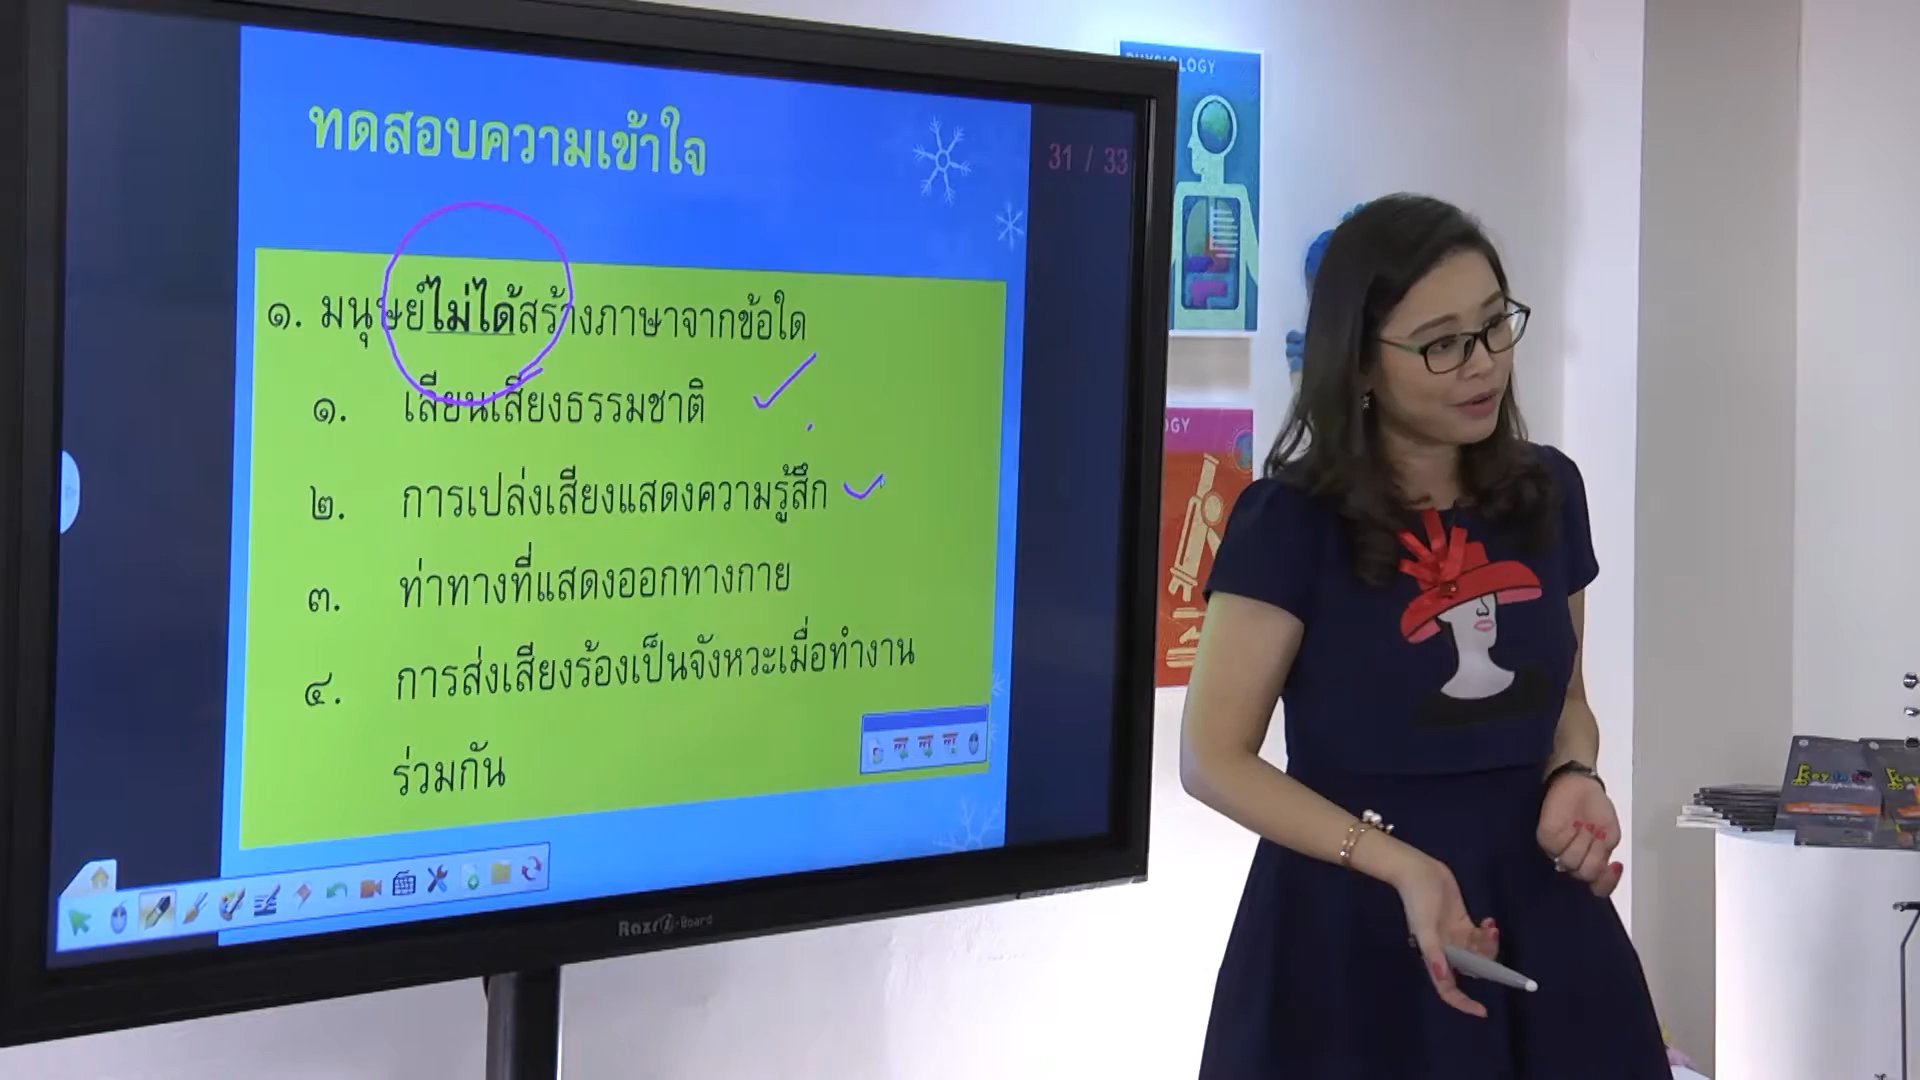 ทดสอบความเข้าใจ
31 / 33
๑. มนุษย์ไม่ได้สร้างภาษาจากข้อใด
๑. เลียนเสียงธรรมชาติ
๒. การเปล่งเสียงแสดงความรู้สึก
๓. ท่าทางที่แสดงออกทางกาย
๔. การส่งเสียงร้องเป็นจังหวะเมื่อทำงาน
ร่วมกัน
PHYSIOLOGY
OGY